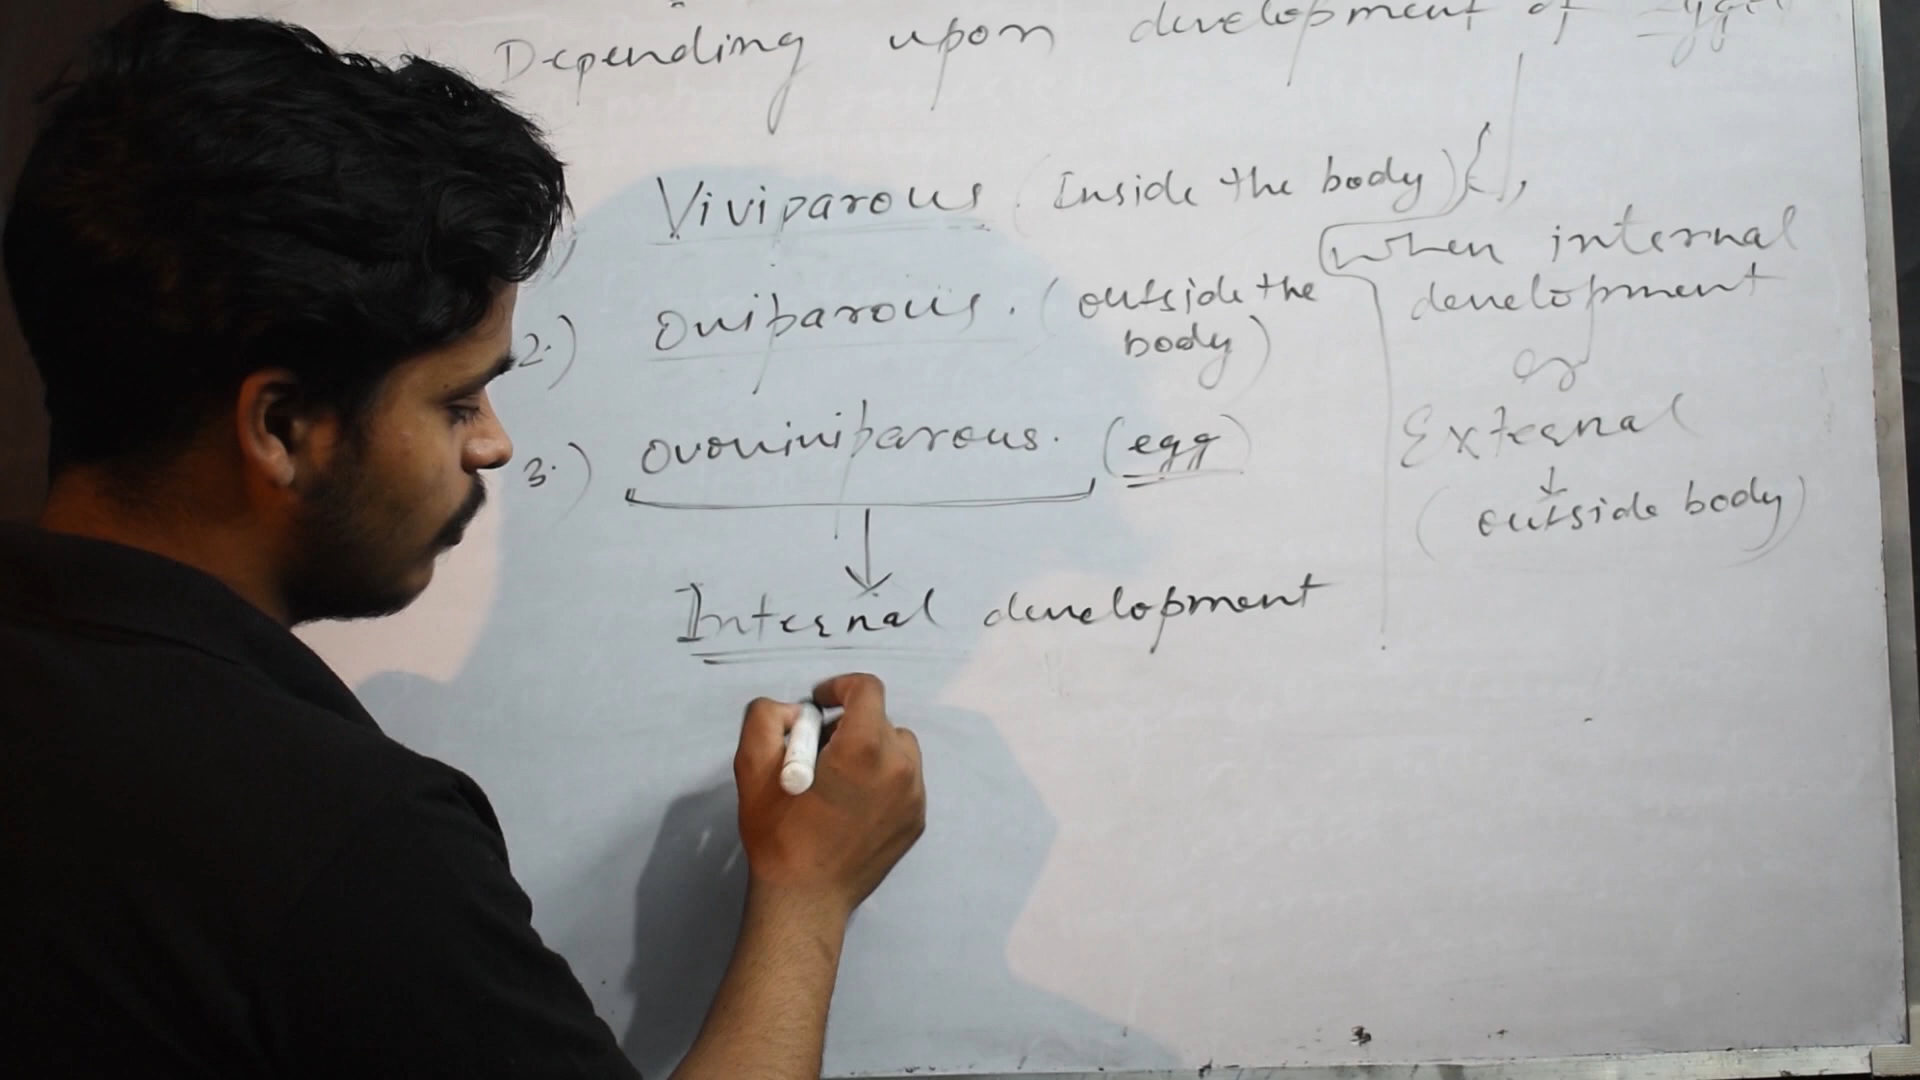 Depending upon development of
Viviparous (Inside the body)
2.) Oviparous. (outside the
body)
3.) ovoviviparous. (egg)
Internal development
when internal
development
or
External
(outside body)